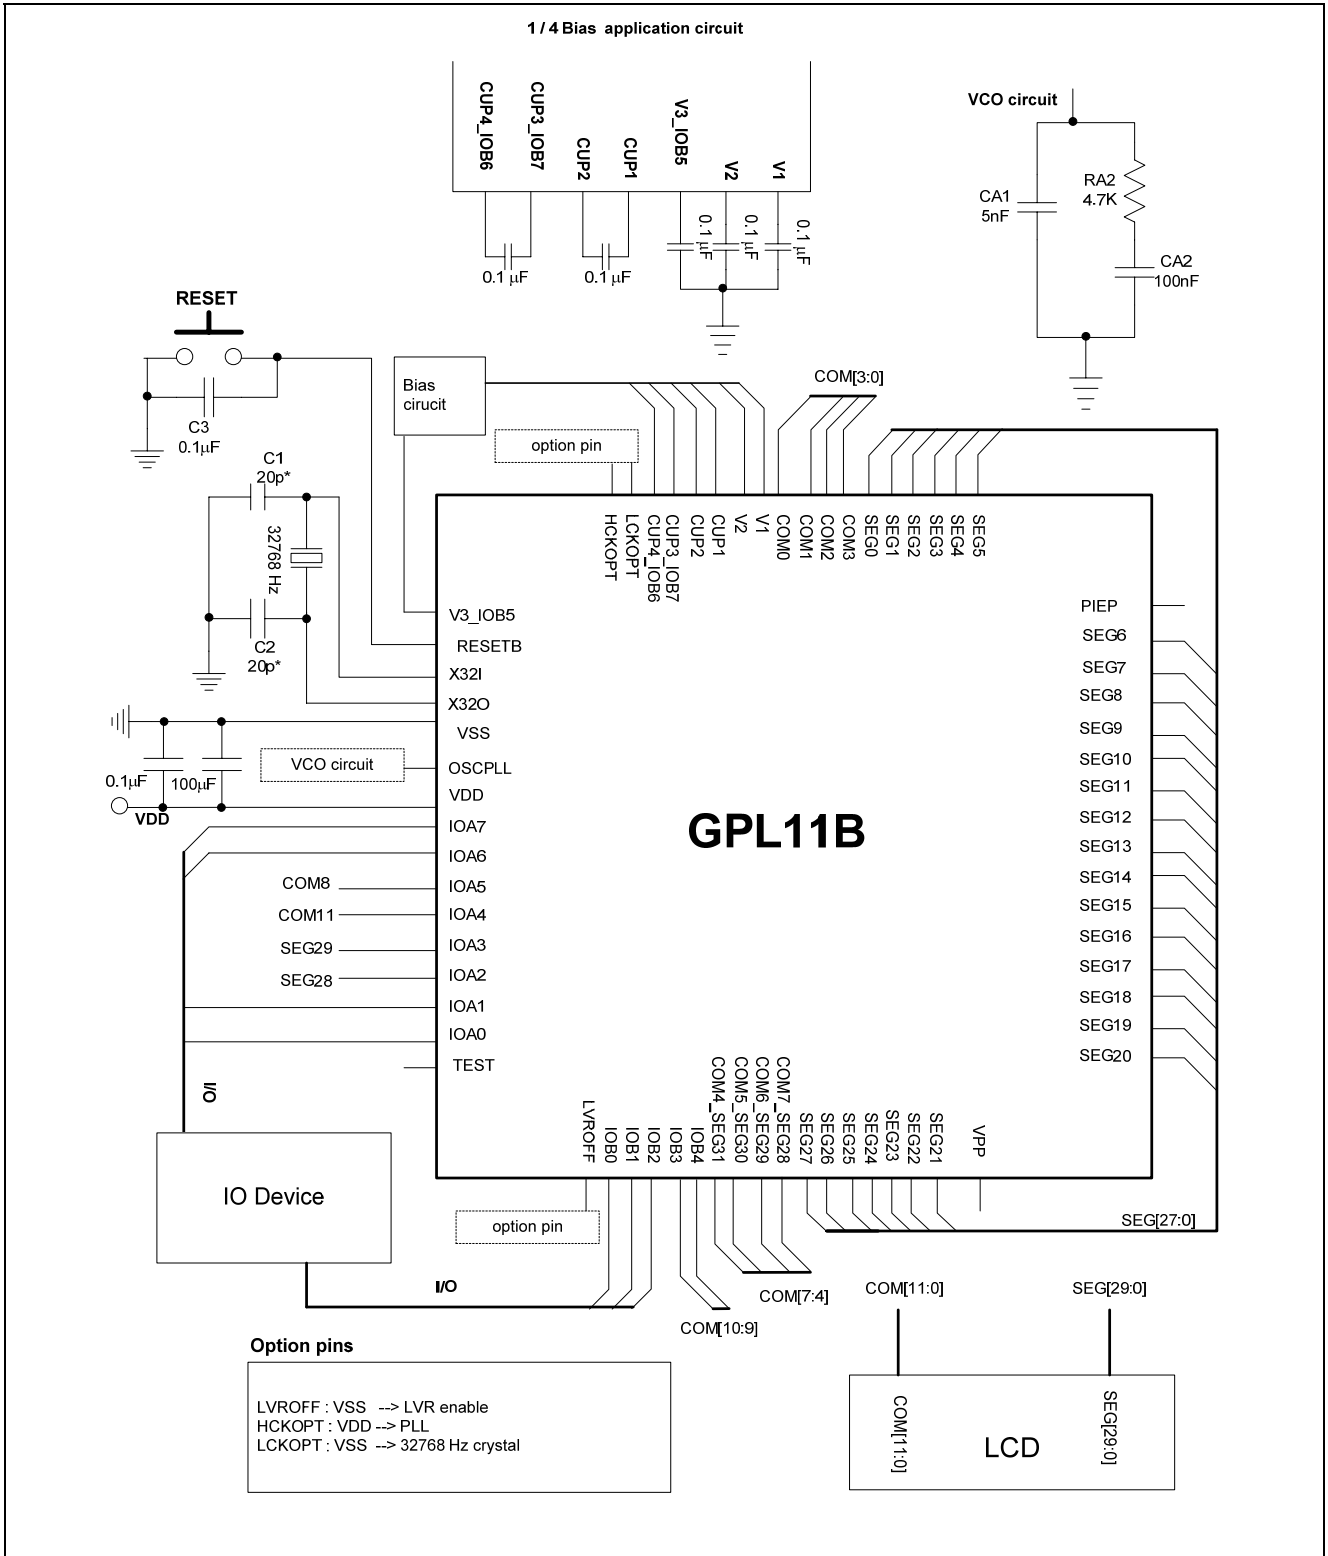 1 / 4 Bias application circuit
CUP4_IOB6
CUP3_IOB7
CUP2
CUP1
V3_IOB5
V2
V1
0.1 μF
0.1 μF
0.1 μF
0.1 μF
0.1 μF
VCO circuit
CA1
5nF
RA2
4.7K
CA2
100nF
RESET
C3
0.1μF
Bias
cirucit
COM[3:0]
option pin
C1
20p*
32768 Hz
C2
20p*
HCKOPT
LCKOPT
CUP4_IOB6
CUP3_IOB7
CUP2
CUP1
V2
V1
COM0
COM1
COM2
COM3
SEG0
SEG1
SEG2
SEG3
SEG4
SEG5
V3_IOB5
RESETB
X32I
X32O
VSS
VCO circuit
OSCPLL
0.1μF
100μF
VDD
VDD
IOA7
IOA6
COM8
IOA5
COM11
IOA4
SEG29
IOA3
SEG28
IOA2
IOA1
IOA0
TEST
GPL11B
PIEP
SEG6
SEG7
SEG8
SEG9
SEG10
SEG11
SEG12
SEG13
SEG14
SEG15
SEG16
SEG17
SEG18
SEG19
SEG20
I/O
LVROFF
IOB0
IOB1
IOB2
IOB3
IOB4
COM4_SEG31
COM5_SEG30
COM6_SEG29
COM7_SEG28
SEG27
SEG26
SEG25
SEG24
SEG23
SEG22
SEG21
VPP
IO Device
option pin
SEG[27:0]
I/O
COM[7:4]
COM[10:9]
COM[11:0]
SEG[29:0]
Option pins
LVROFF : VSS --> LVR enable
HCKOPT : VDD --> PLL
LCKOPT : VSS --> 32768 Hz crystal
COM[11:0]
LCD
SEG[29:0]